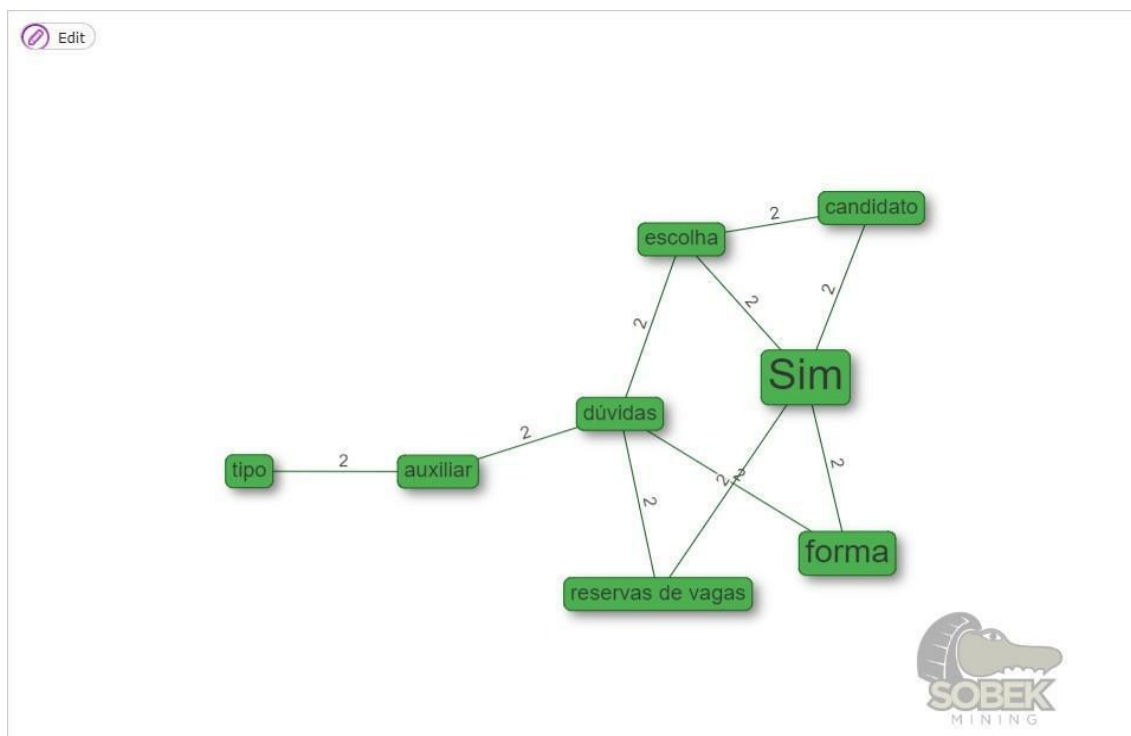 Edit
candidato
2
escolha
2
2
2
Sim
dúvidas
2
2
tipo
auxiliar
2
2
2
2
forma
reservas de vagas
SOBEK
MINING